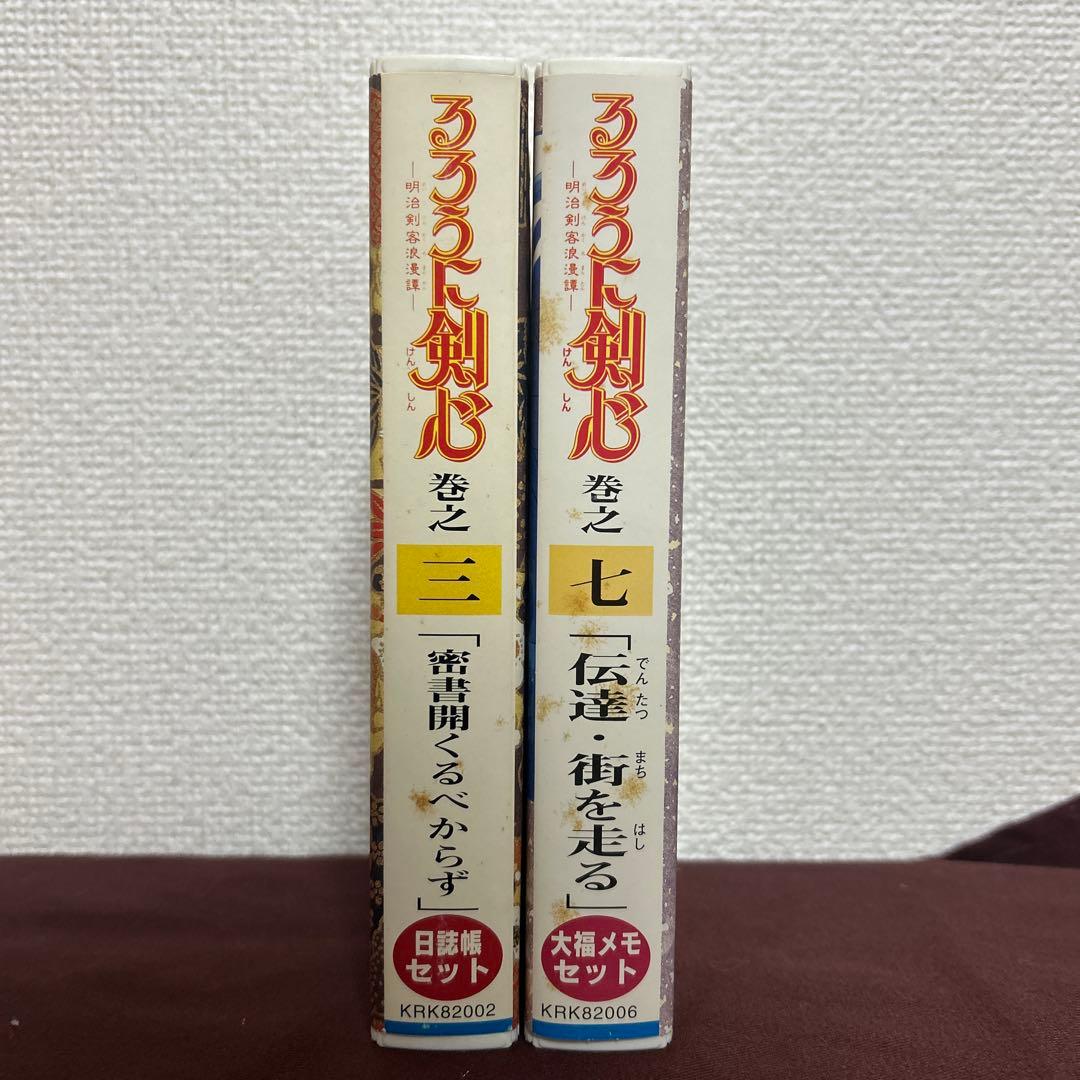 るろうに剣心
けんしん
―明治剣客浪漫譚―
巻之
三
「密書開くるべからず」
日誌帳
セット
KRK82002
るろうに剣心
けんしん
―明治剣客浪漫譚―
巻之
七
「伝達・街を走る」
でんたつ
まち
はし
大福メモ
セット
KRK82006